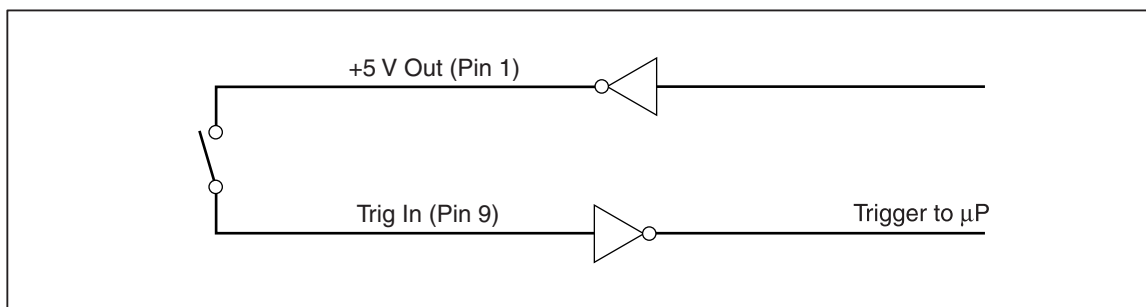 +5 V Out (Pin 1)
Trig In (Pin 9)
Trigger to μP